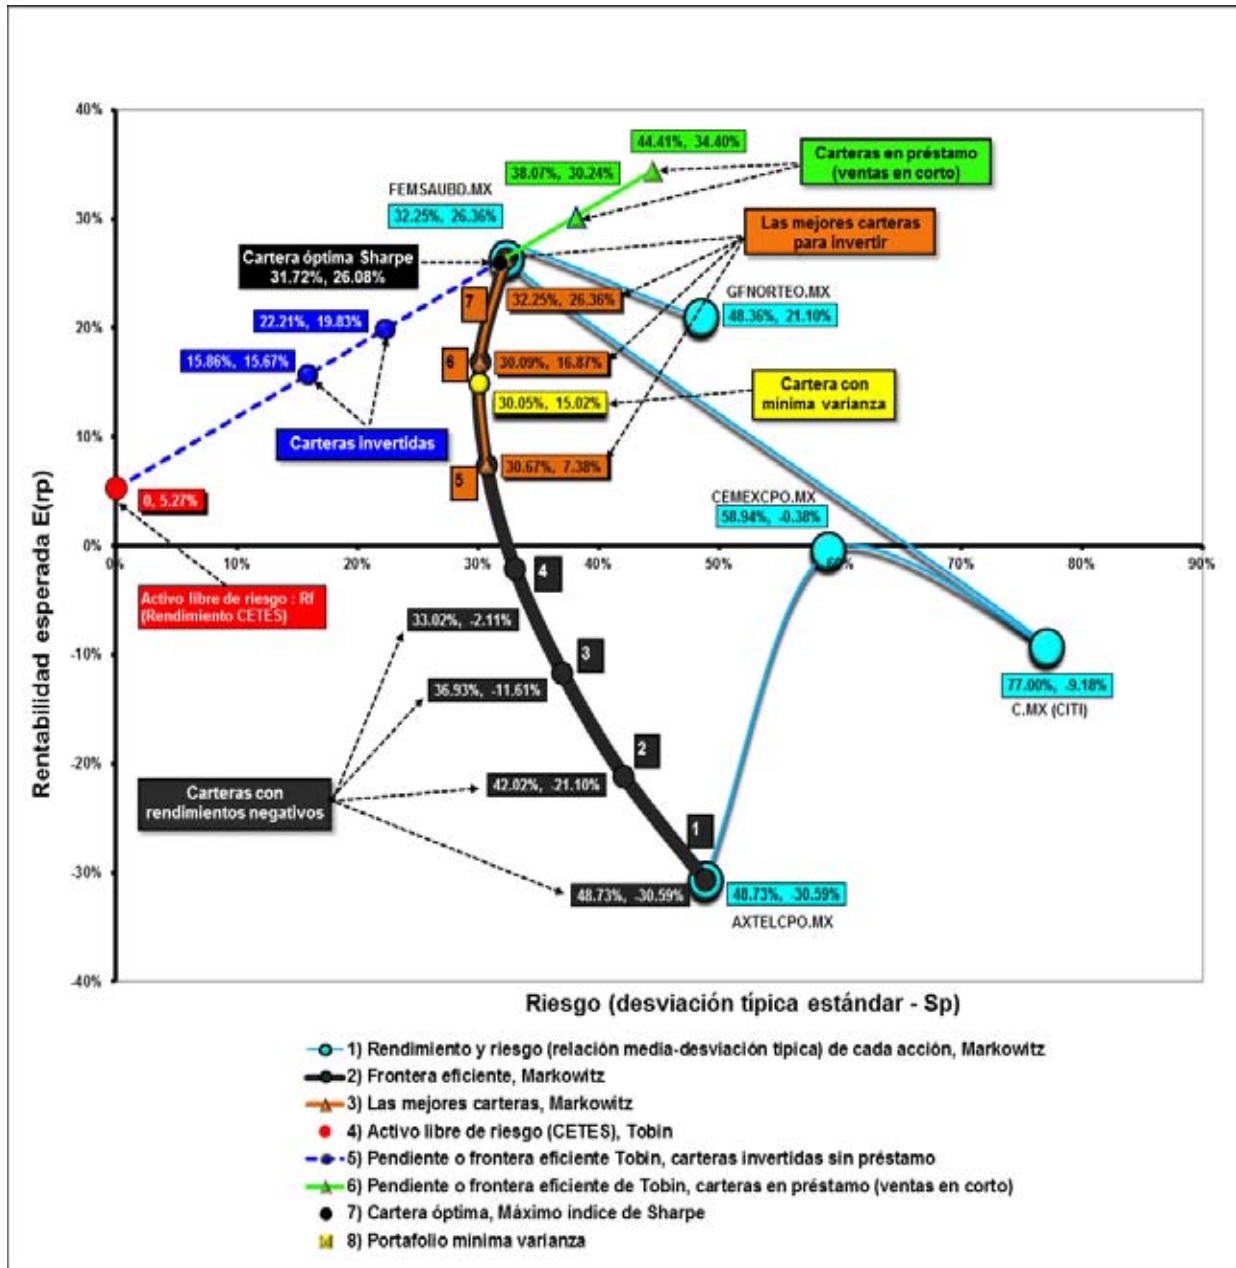 40%
30%
20%
10%
0%
-10%
-20%
-30%
-40%
Rentabilidad esperada E(rp)
44.41%, 34.40%
38.07%, 30.24%
Carteras en préstamo
(ventas en corto)
FEMSAUBD.MX
32.25%, 26.36%
Las mejores carteras
para invertir
Cartera óptima Sharpe
31.72%, 26.08%
7
32.25%, 26.36%
GFNORTEO.MX
48.36%, 21.10%
22.21%, 19.83%
15.86%, 15.67%
6
30.09%, 16.87%
30.05%, 15.02%
Cartera con
mínima varianza
Carteras invertidas
5
30.67%, 7.38%
0, 5.27%
CEMEXCPO.MX
58.94%, -0.38%
0%
10%
20%
30%
40%
50%
60%
70%
80%
90%
4
Activo libre de riesgo : Rf
(Rendimiento CETES)
33.02%, -2.11%
3
36.93%, -11.61%
77.00%, -9.18%
C.MX (CITI)
2
42.02%, -21.10%
Carteras con
rendimientos negativos
1
48.73%, -30.59%
48.73%, -30.59%
AXTELCPO.MX
Riesgo (desviación típica estándar - Sp)
1) Rendimiento y riesgo (relación media-desviación típica) de cada acción, Markowitz
2) Frontera eficiente, Markowitz
3) Las mejores carteras, Markowitz
4) Activo libre de riesgo (CETES), Tobin
5) Pendiente o frontera eficiente Tobin, carteras invertidas sin préstamo
6) Pendiente o frontera eficiente de Tobin, carteras en préstamo (ventas en corto)
7) Cartera óptima, Máximo índice de Sharpe
8) Portafolio mínima varianza